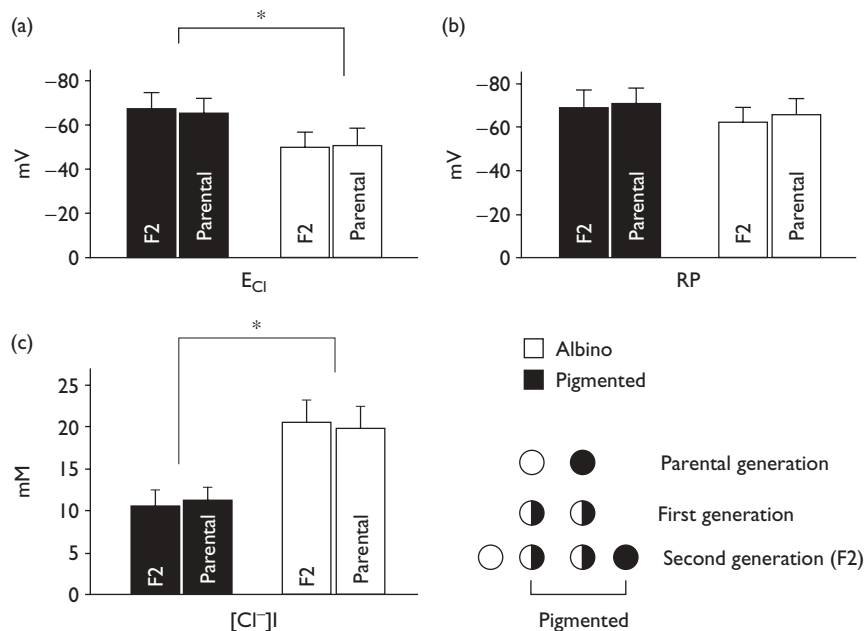 (a)
*
−80
−60
−40
−20
0
mV
F2
Parental
F2
Parental
E_Cl
(b)
−80
−60
−40
−20
0
mV
F2
Parental
F2
Parental
RP
(c)
*
25
20
15
10
5
0
mM
F2
Parental
F2
Parental
[Cl⁻]I
Albino
Pigmented
Parental generation
First generation
Second generation (F2)
Pigmented